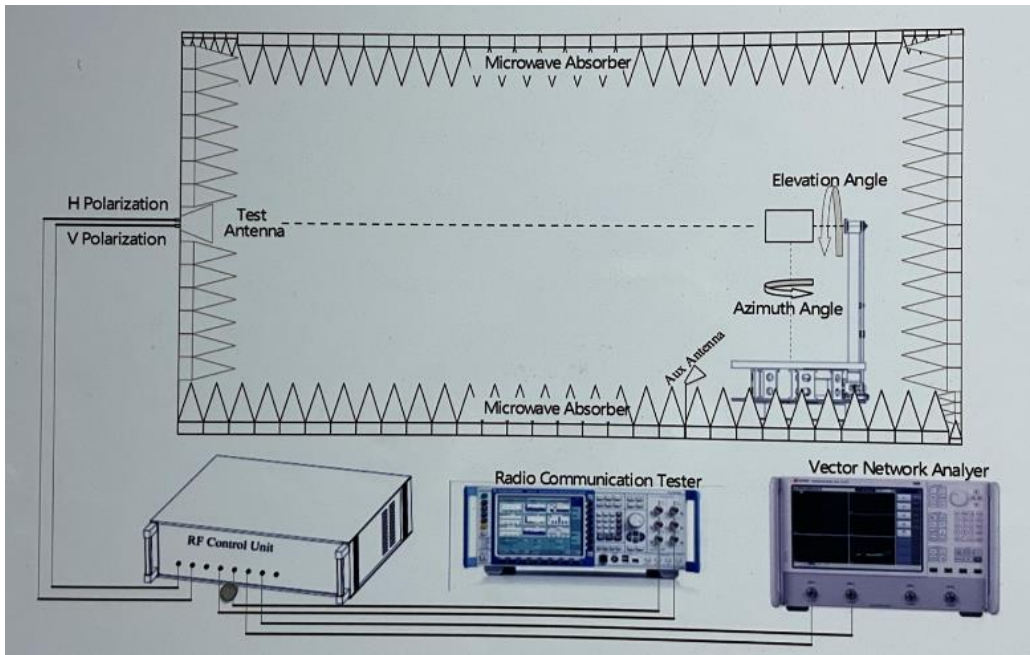 Microwave Absorber
Elevation Angle
H Polarization
Test
Antenna
V Polarization
Azimuth Angle
Aux Antenna
Microwave Absorber
Vector Network Analyer
Radio Communication Tester
RF Control Unit